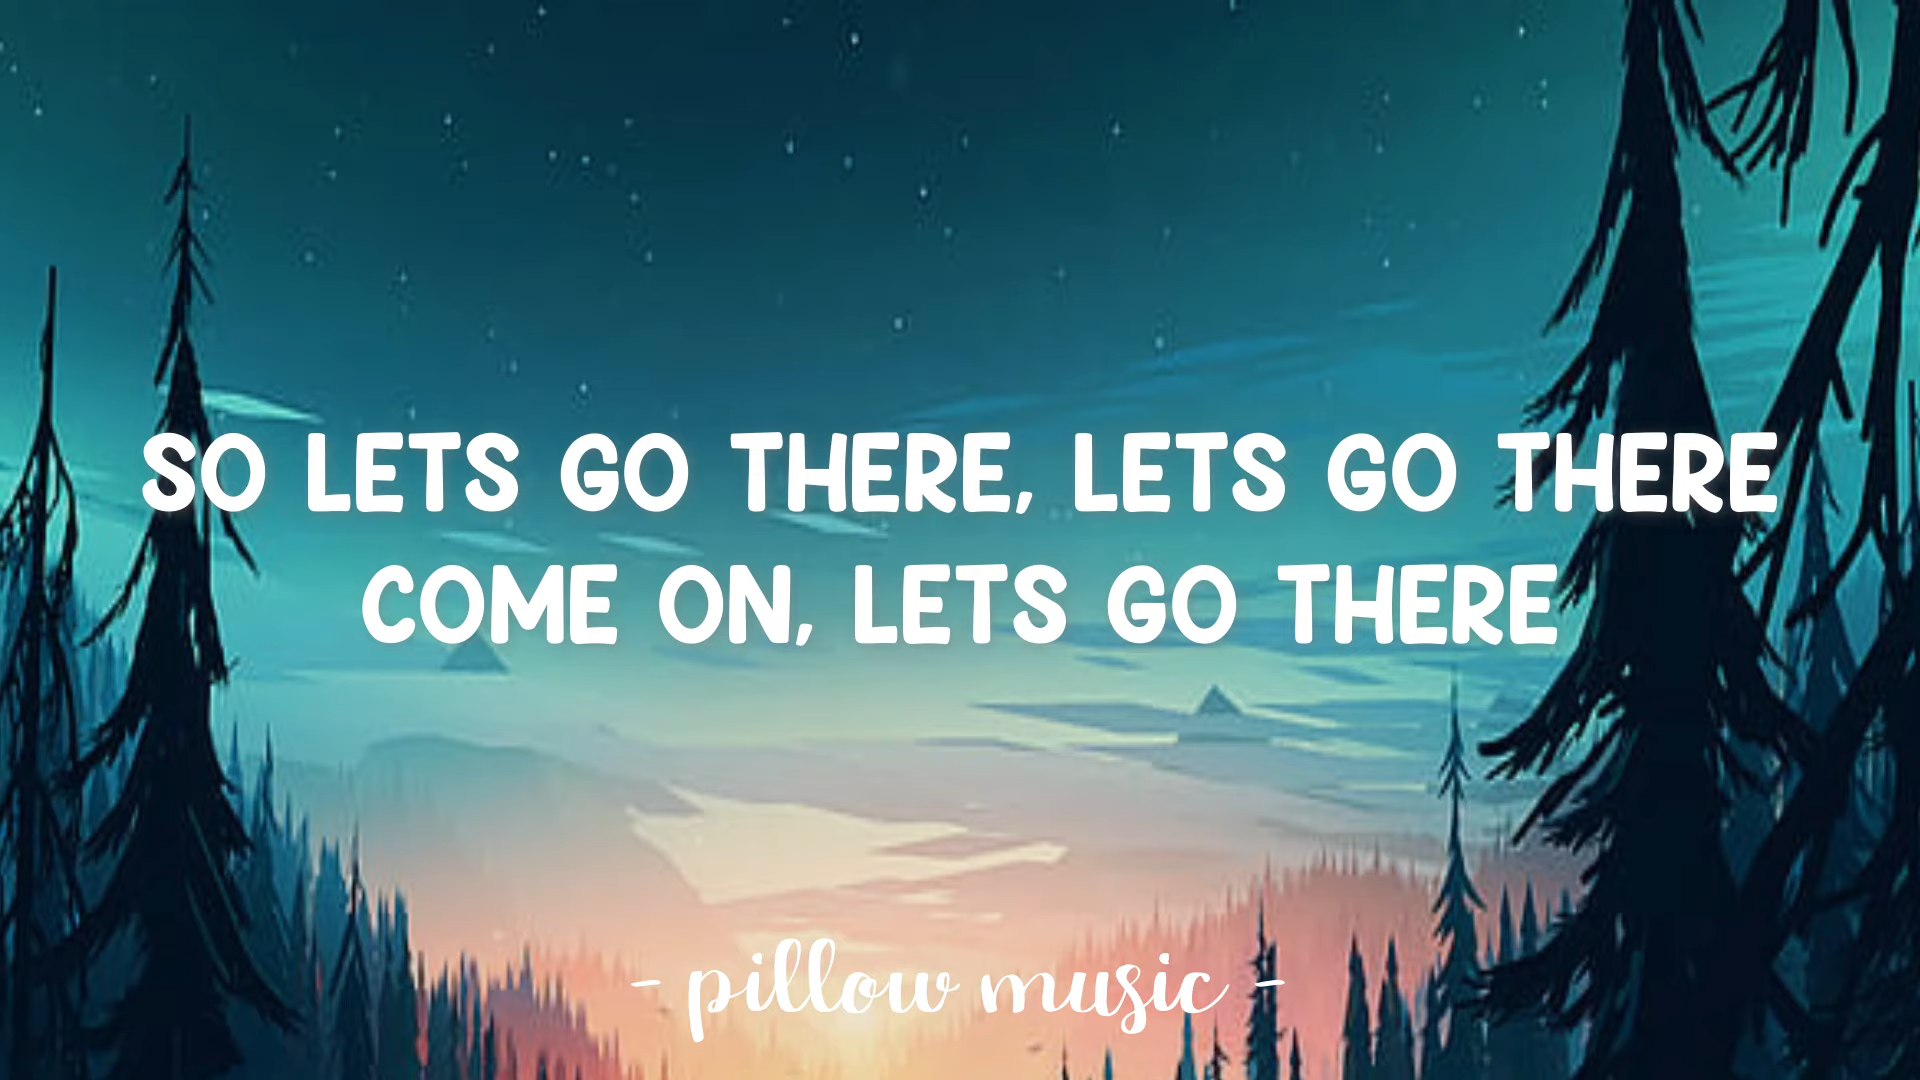 SO LETS GO THERE, LETS GO THERE
COME ON, LETS GO THERE
- pillow music -